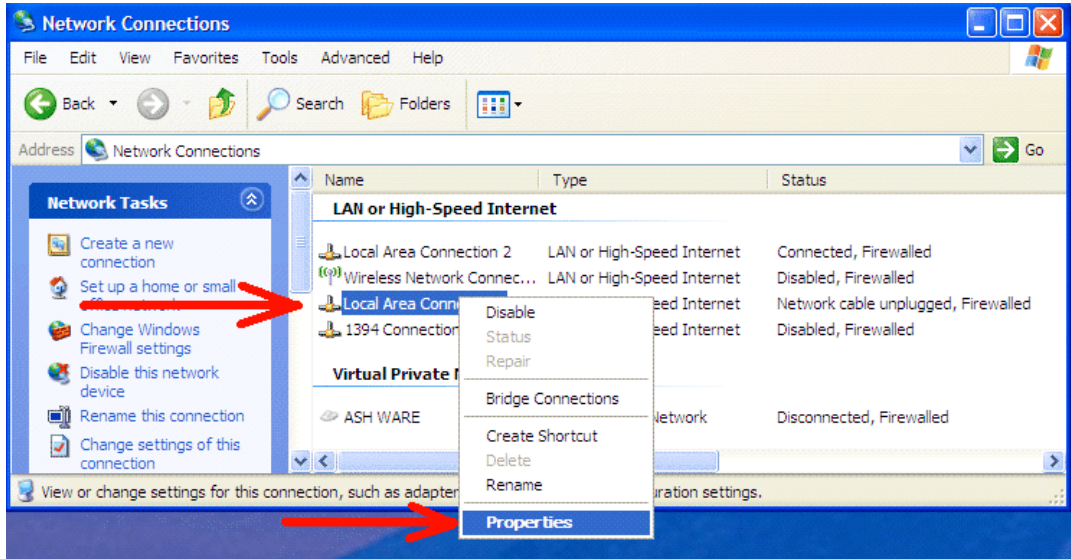 Network Connections
File Edit View Favorites Tools Advanced Help
Back Search Folders
Address Network Connections Go
Network Tasks
Create a new
connection
Set up a home or small
Change Windows
Firewall settings
Disable this network
device
Rename this connection
Change settings of this
connection
Name Type Status
LAN or High-Speed Internet
Local Area Connection 2 LAN or High-Speed Internet Connected, Firewalled
Wireless Network Connec... LAN or High-Speed Internet Disabled, Firewalled
Local Area Conn eed Internet Network cable unplugged, Firewalled
1394 Connection eed Internet Disabled, Firewalled
Virtual Private
ASH WARE Network Disconnected, Firewalled
Disable
Status
Repair
Bridge Connections
Create Shortcut
Delete
Rename
Properties
View or change settings for this connection, such as adapter uration settings.